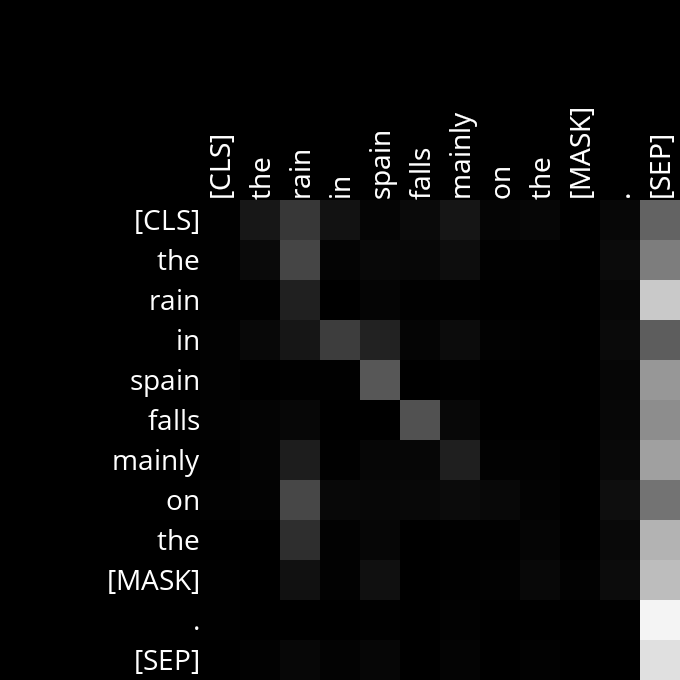 [CLS] the rain in spain falls mainly on the [MASK] . [SEP]
[CLS]
the
rain
in
spain
falls
mainly
on
the
[MASK]
.
[SEP]